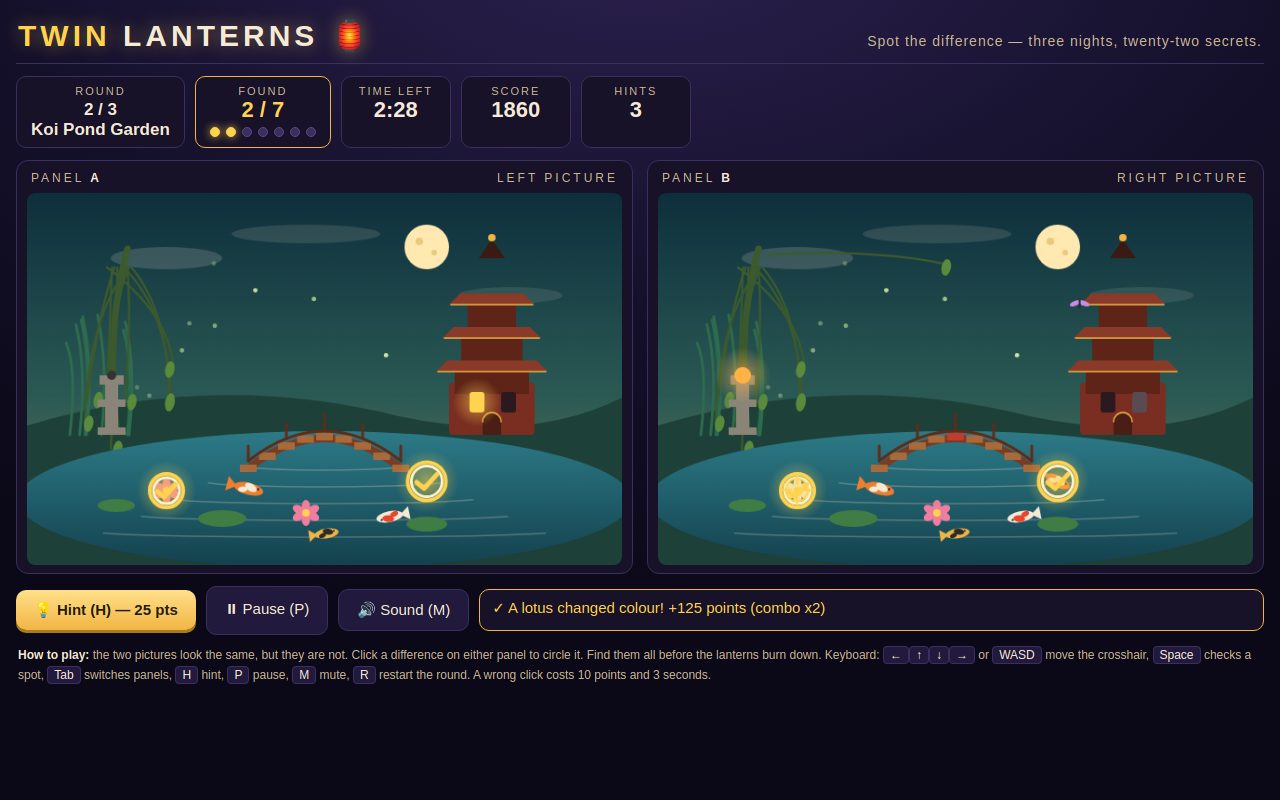 TWIN LANTERNS
Spot the difference — three nights, twenty-two secrets.
ROUND
2 / 3
Koi Pond Garden
FOUND
2 / 7
TIME LEFT
2:28
SCORE
1860
HINTS
3
PANEL A
LEFT PICTURE
PANEL B
RIGHT PICTURE
Hint (H) — 25 pts
Pause (P)
Sound (M)
✓ A lotus changed colour! +125 points (combo x2)
How to play: the two pictures look the same, but they are not. Click a difference on either panel to circle it. Find them all before the lanterns burn down. Keyboard: ← ↑ ↓ → or WASD move the crosshair, Space checks a
spot, Tab switches panels, H hint, P pause, M mute, R restart the round. A wrong click costs 10 points and 3 seconds.